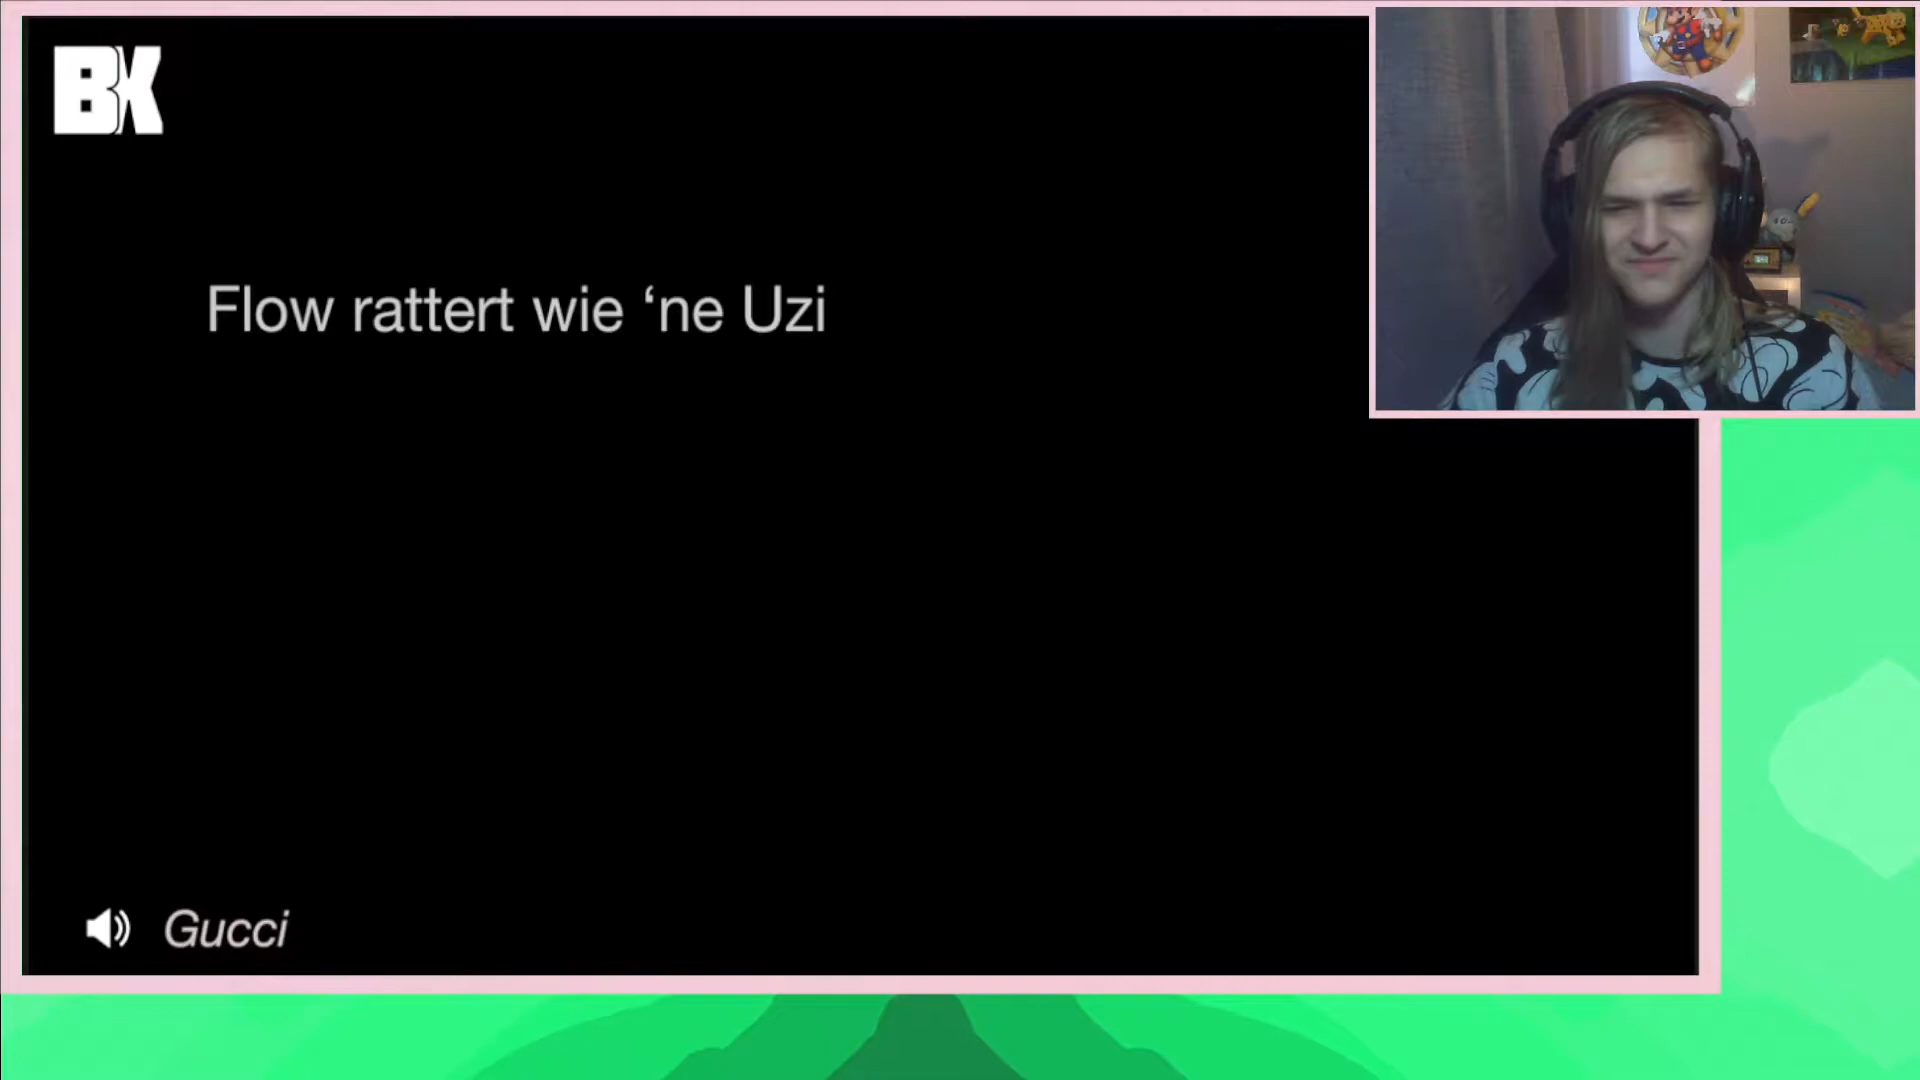 BK
Flow rattert wie ‘ne Uzi
Gucci